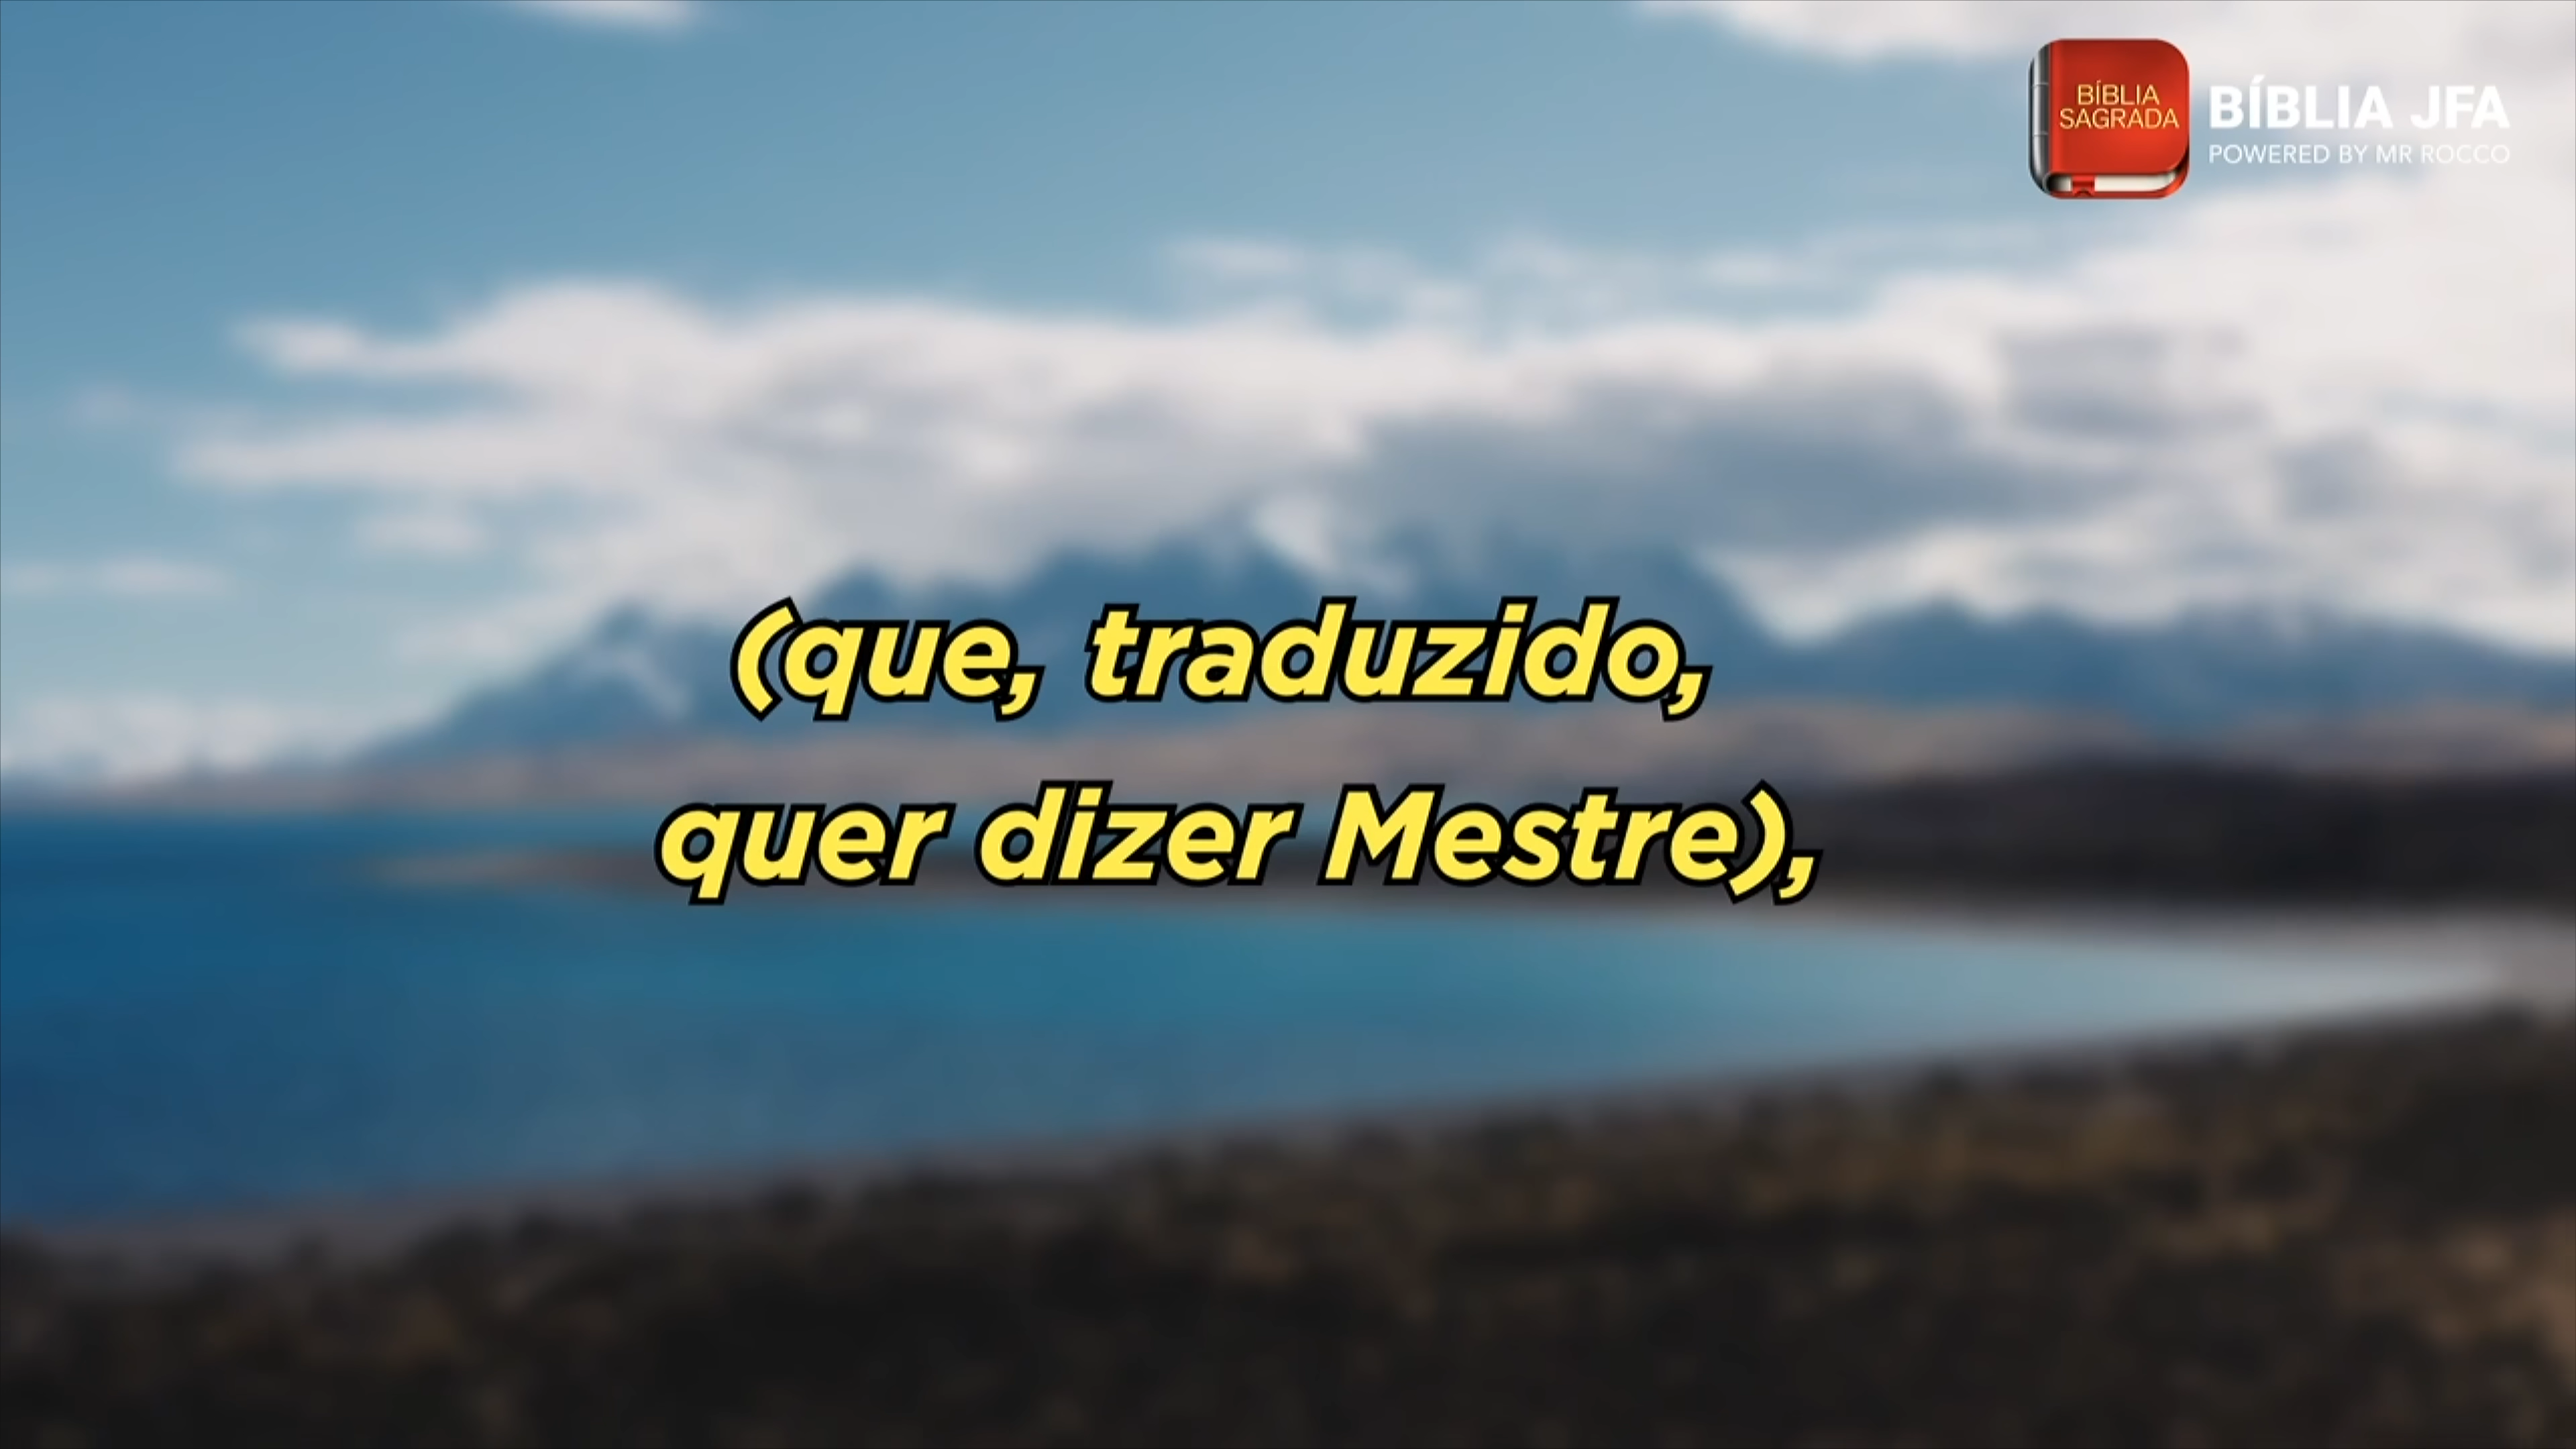 BÍBLIA
SAGRADA
BÍBLIA JFA
POWERED BY MR ROCCO
(que, traduzido,
quer dizer Mestre),